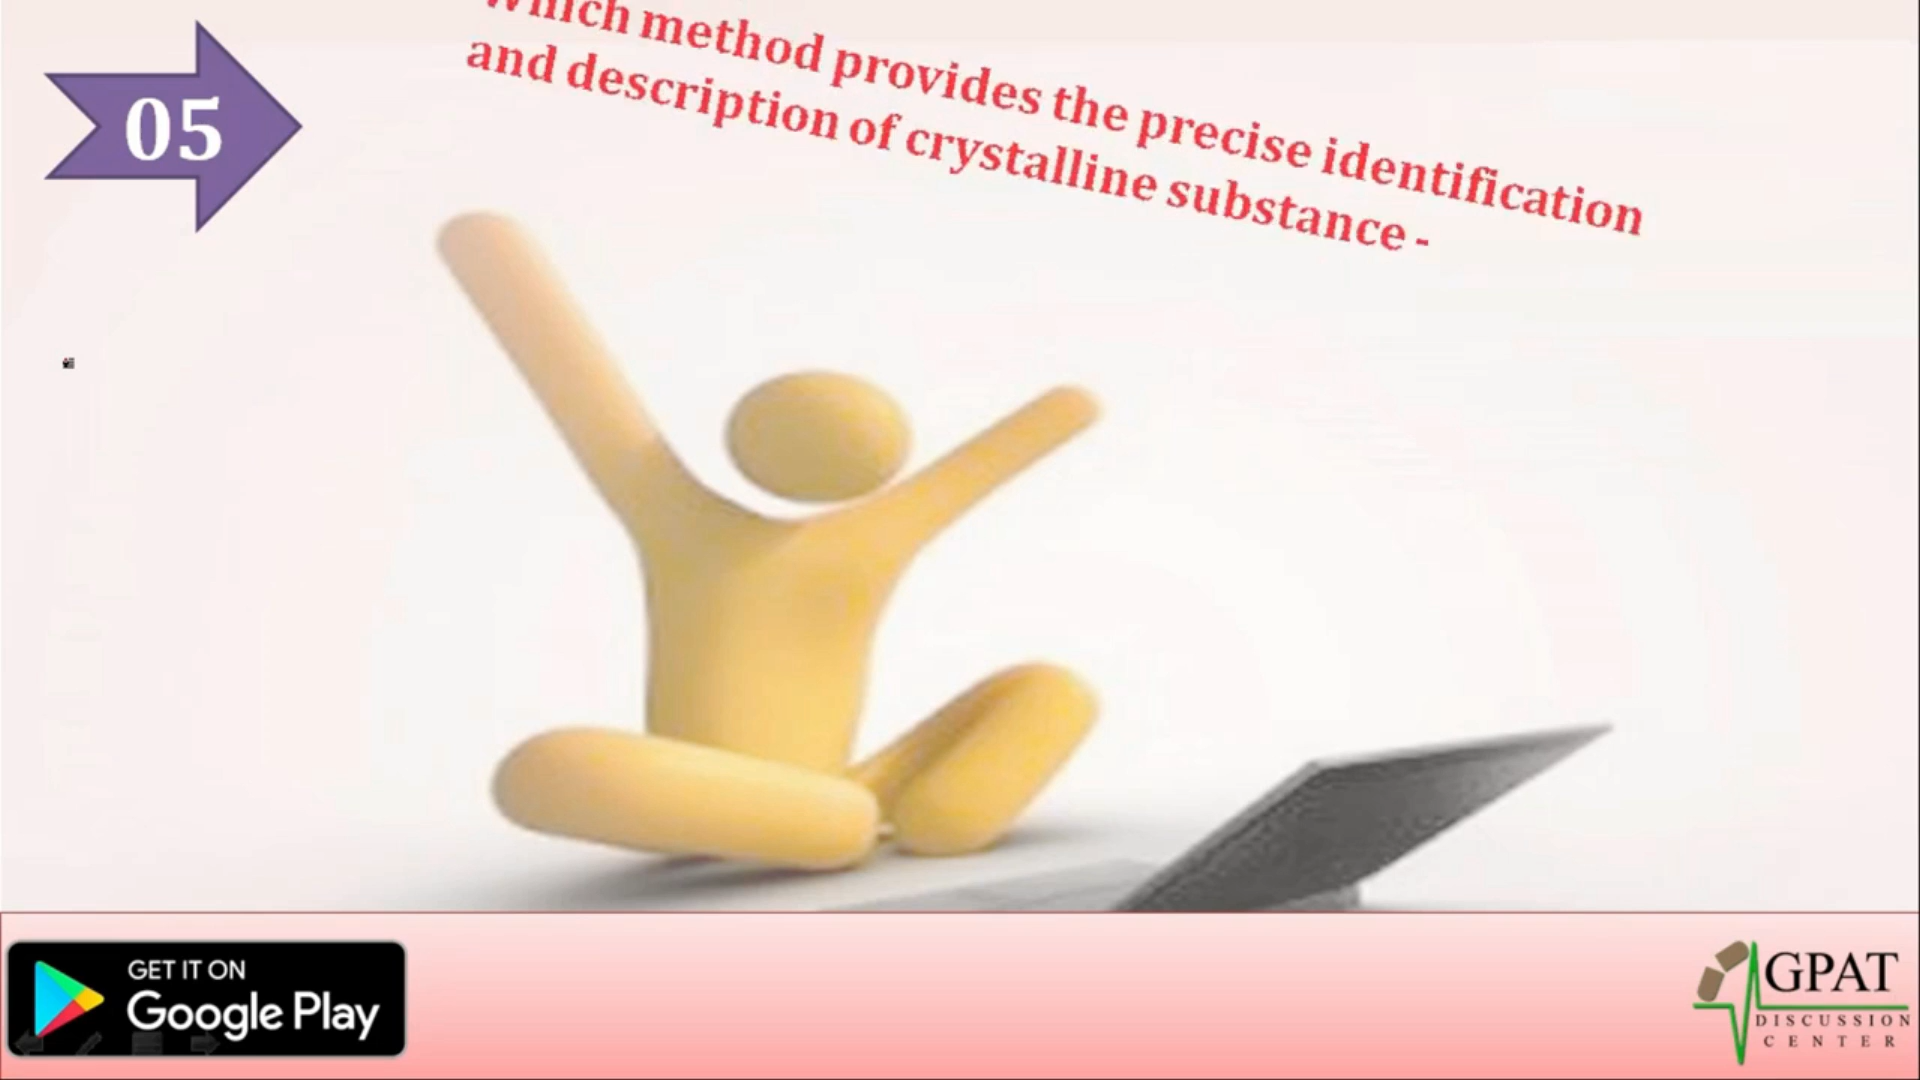 05
Which method provides the precise identification
and description of crystalline substance -
GET IT ON
Google Play
GPAT
DISCUSSION
CENTER